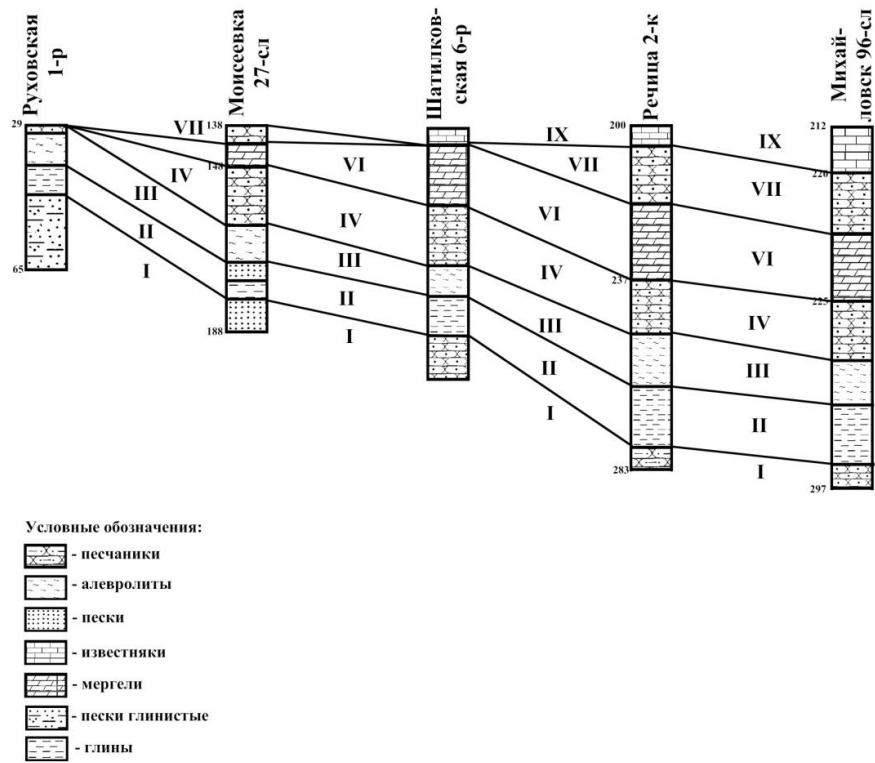 Руховская
1-р
Моисеевка
27-сл
Шатилков-
ская 6-р
Речица 2-к
Михай-
ловск 96-сл
29
VII
138
200
IX
212
IX
148
IV
VI
VII
220
VII
III
IV
VI
VI
II
III
IV
237
225
IV
65
I
II
III
III
188
I
II
II
I
283
I
297
Условные обозначения:
- песчаники
- алевролиты
- пески
- известняки
- мергели
- пески глинистые
- глины